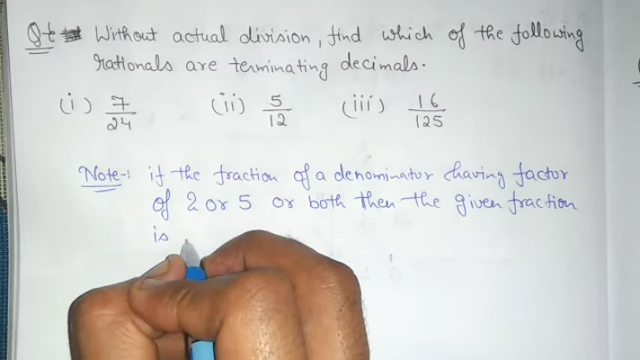 Without actual division, find which of the following
rationals are terminating decimals.
(i) 7/24 (ii) 5/12 (iii) 16/125
Note:- if the fraction of a denominator having factor
of 2 or 5 or both then the given fraction
is